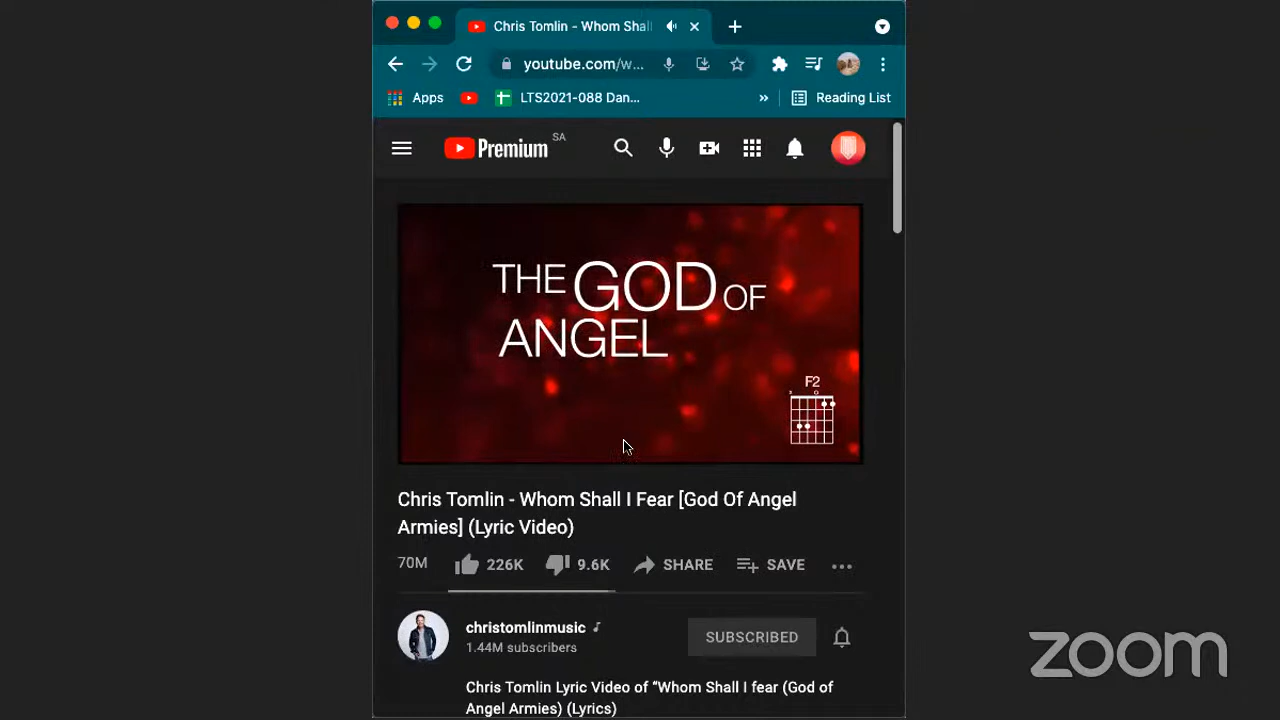 Chris Tomlin - Whom Shal
youtube.com/w...
Apps
LTS2021-088 Dan...
»
Reading List
Premium SA
THE GOD OF
ANGEL
F2
x o
Chris Tomlin - Whom Shall I Fear [God Of Angel
Armies] (Lyric Video)
70M
226K
9.6K
SHARE
SAVE
christomlinmusic
SUBSCRIBED
1.44M subscribers
Chris Tomlin Lyric Video of “Whom Shall I fear (God of
Angel Armies) (Lyrics)
zoom